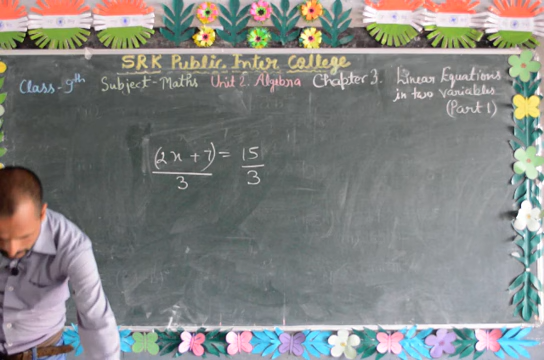 SRK Public Inter College
Class-9th Subject-Maths Unit 2. Algebra Chapter 3. Linear Equations
in two variables
(Part 1)
(2x + 7) = 15
3 3